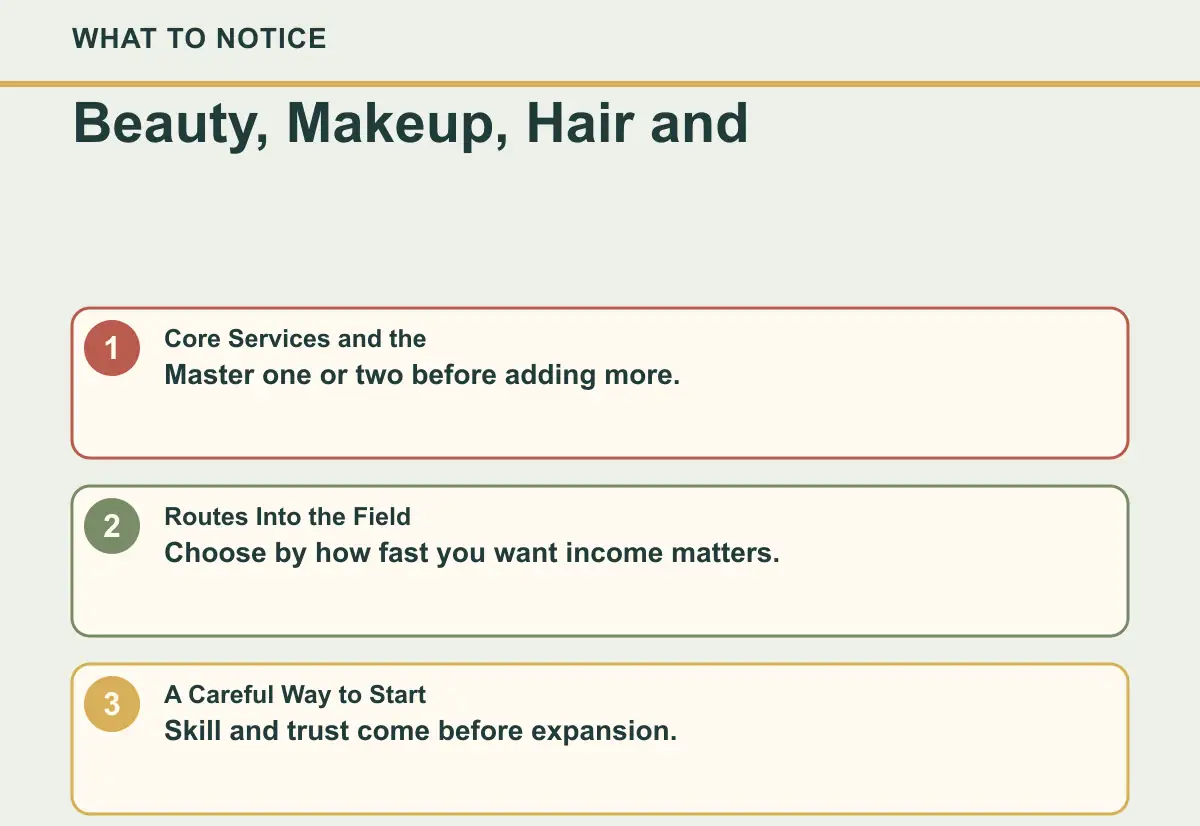 WHAT TO NOTICE
Beauty, Makeup, Hair and
1
Core Services and the
Master one or two before adding more.
2
Routes Into the Field
Choose by how fast you want income matters.
3
A Careful Way to Start
Skill and trust come before expansion.